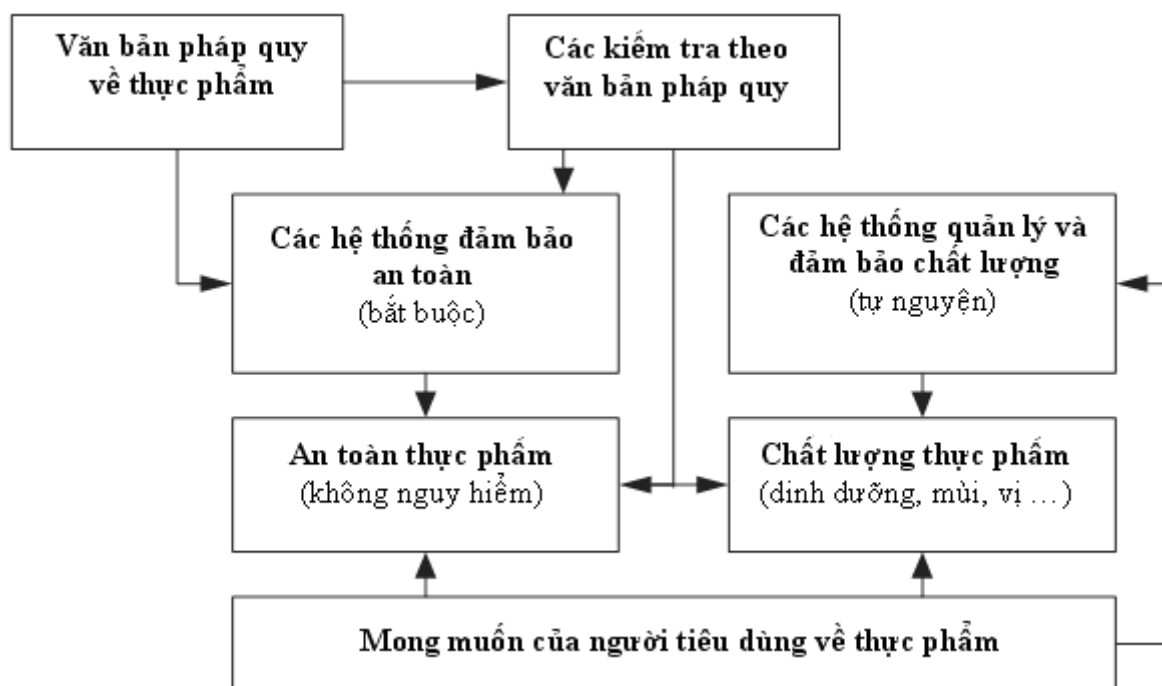 Văn bản pháp quy
về thực phẩm
Các kiểm tra theo
văn bản pháp quy
Các hệ thống đảm bảo
an toàn
(bắt buộc)
Các hệ thống quản lý và
đảm bảo chất lượng
(tự nguyện)
An toàn thực phẩm
(không nguy hiểm)
Chất lượng thực phẩm
(dinh dưỡng, mùi, vị ...)
Mong muốn của người tiêu dùng về thực phẩm